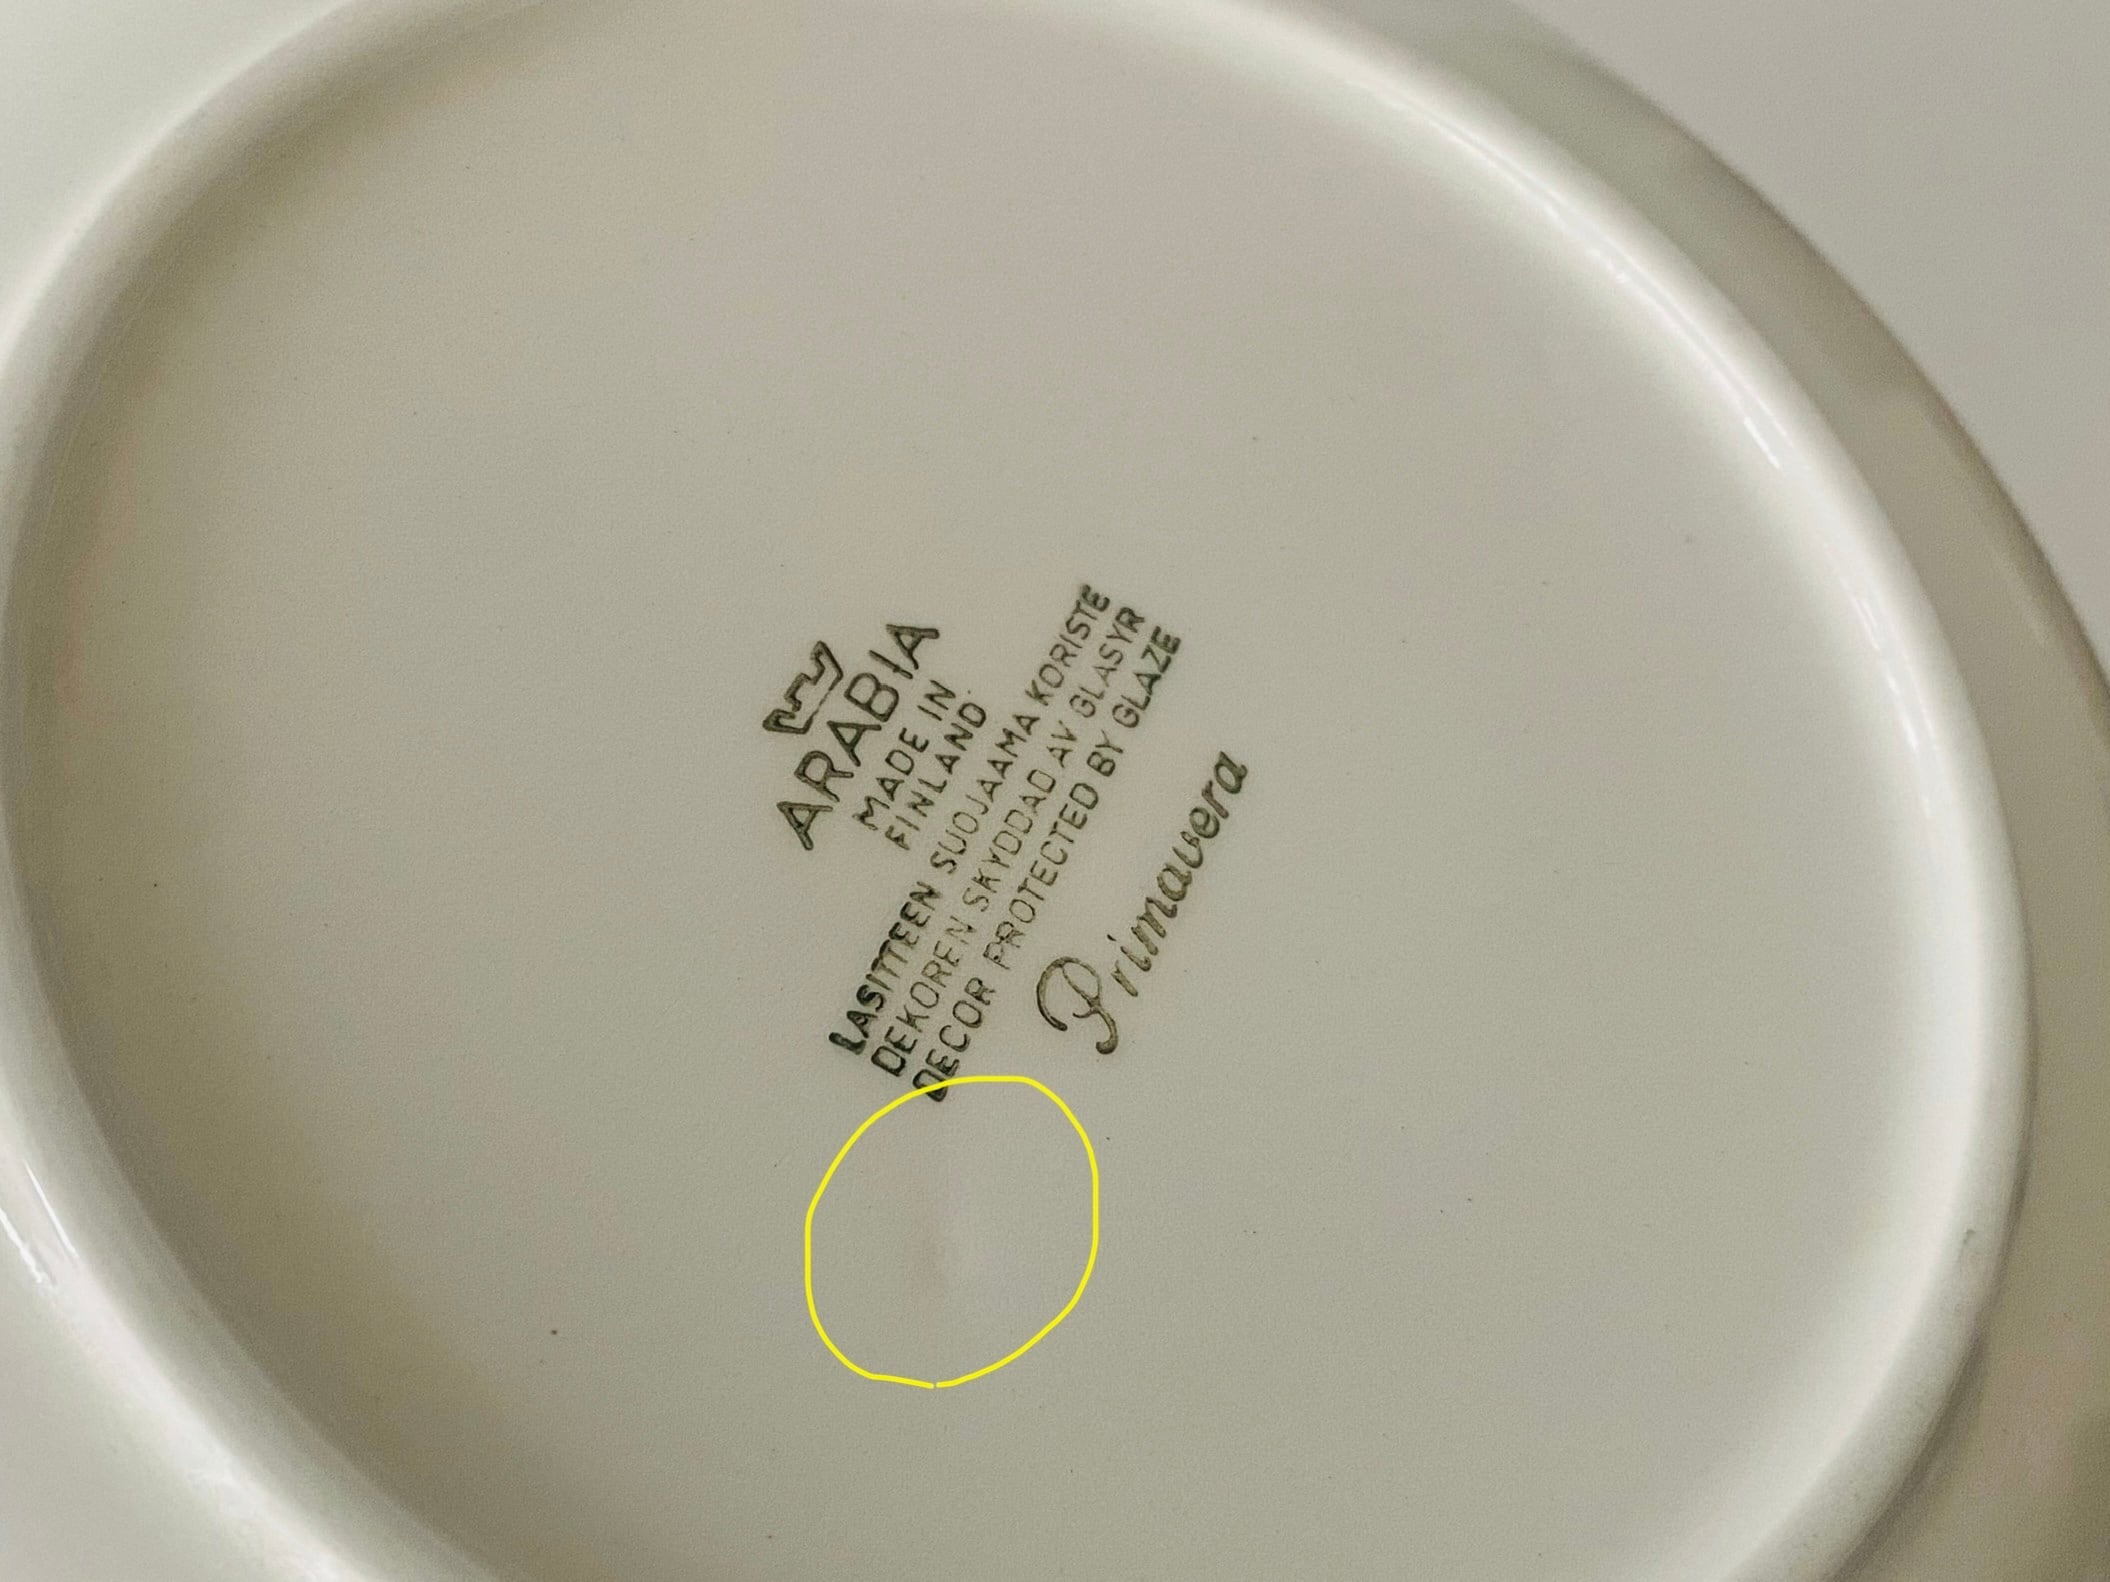 ARABIA
MADE IN
FINLAND
LASITTEEN SUOJAAMA KORISTE
DEKOREN SKYDDAD AV GLASYR
DECOR PROTECTED BY GLAZE
Primavera